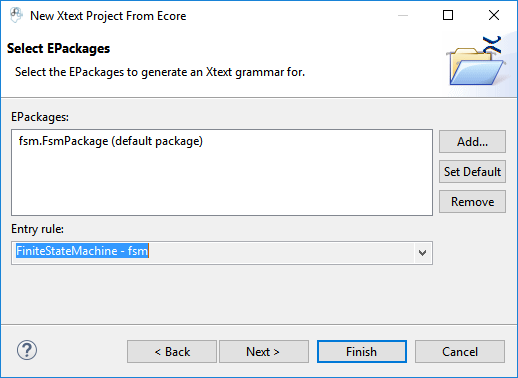 New Xtext Project From Ecore
Select EPackages
Select the EPackages to generate an Xtext grammar for.
EPackages:
fsm.FsmPackage (default package)
Add...
Set Default
Remove
Entry rule:
FiniteStateMachine - fsm
?
< Back
Next >
Finish
Cancel